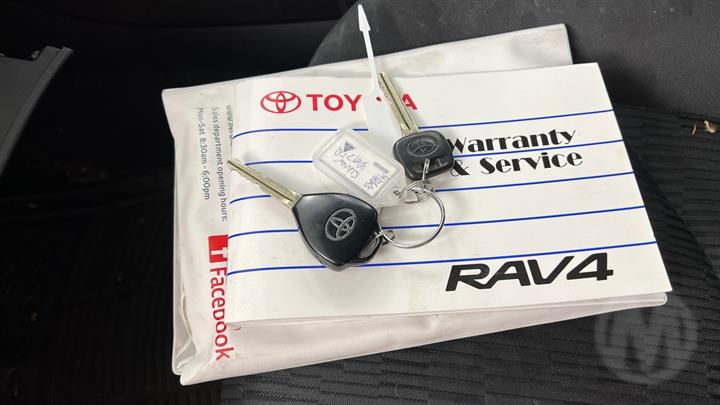 TOYOTA
Warranty
& Service
RAV4
Sales department opening hours:
Mon-Sat 8:30am - 6:00pm
Facebook
M